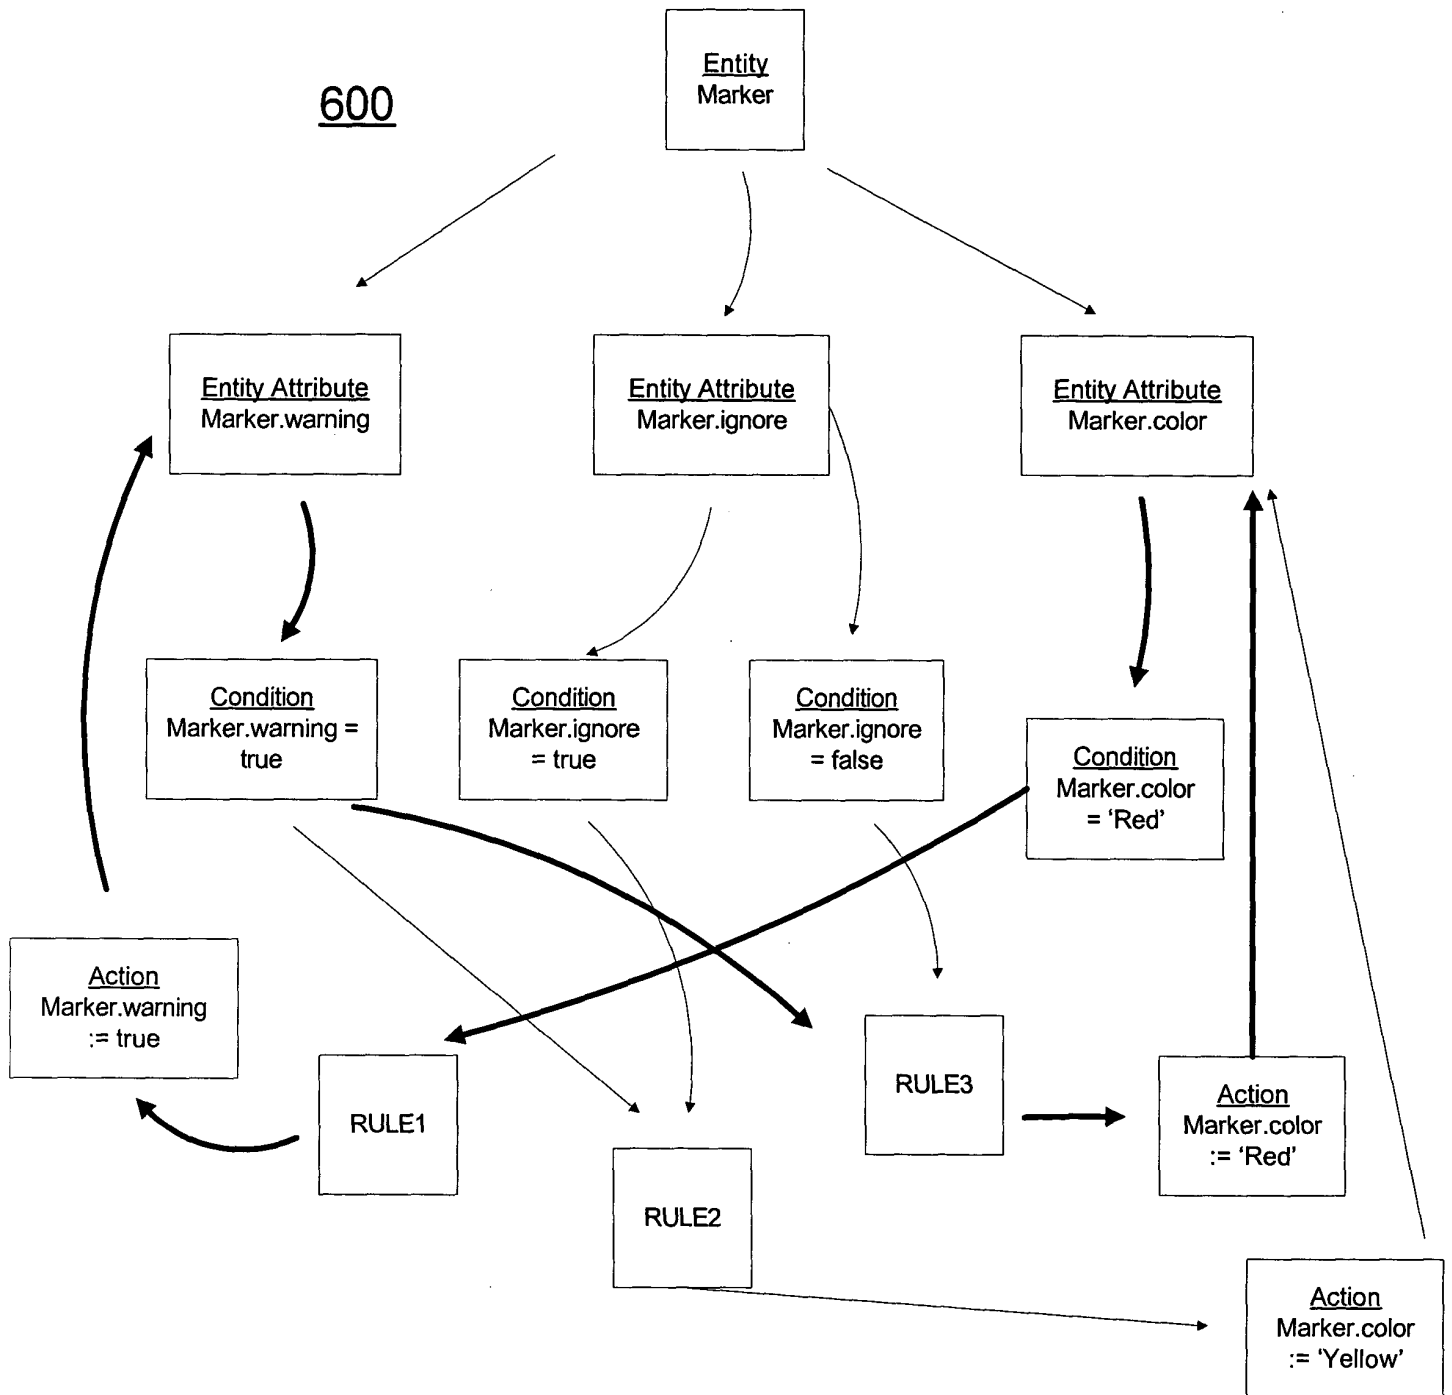 Entity
Marker
600
Entity Attribute
Marker.warning
Entity Attribute
Marker.ignore
Entity Attribute
Marker.color
Condition
Marker.warning =
true
Condition
Marker.ignore
= true
Condition
Marker.ignore
= false
Condition
Marker.color
= ‘Red’
Action
Marker.warning
:= true
RULE1
RULE2
RULE3
Action
Marker.color
:= ‘Red’
Action
Marker.color
:= ‘Yellow’